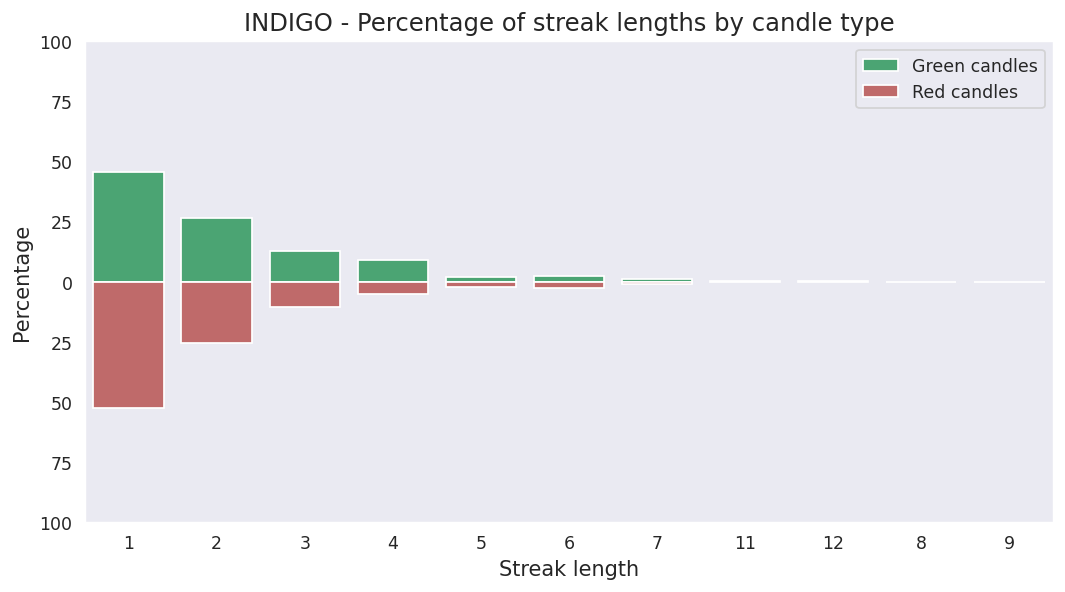 INDIGO - Percentage of streak lengths by candle type
Green candles
Red candles
Percentage
100
75
50
25
0
25
50
75
100
1 2 3 4 5 6 7 11 12 8 9
Streak length